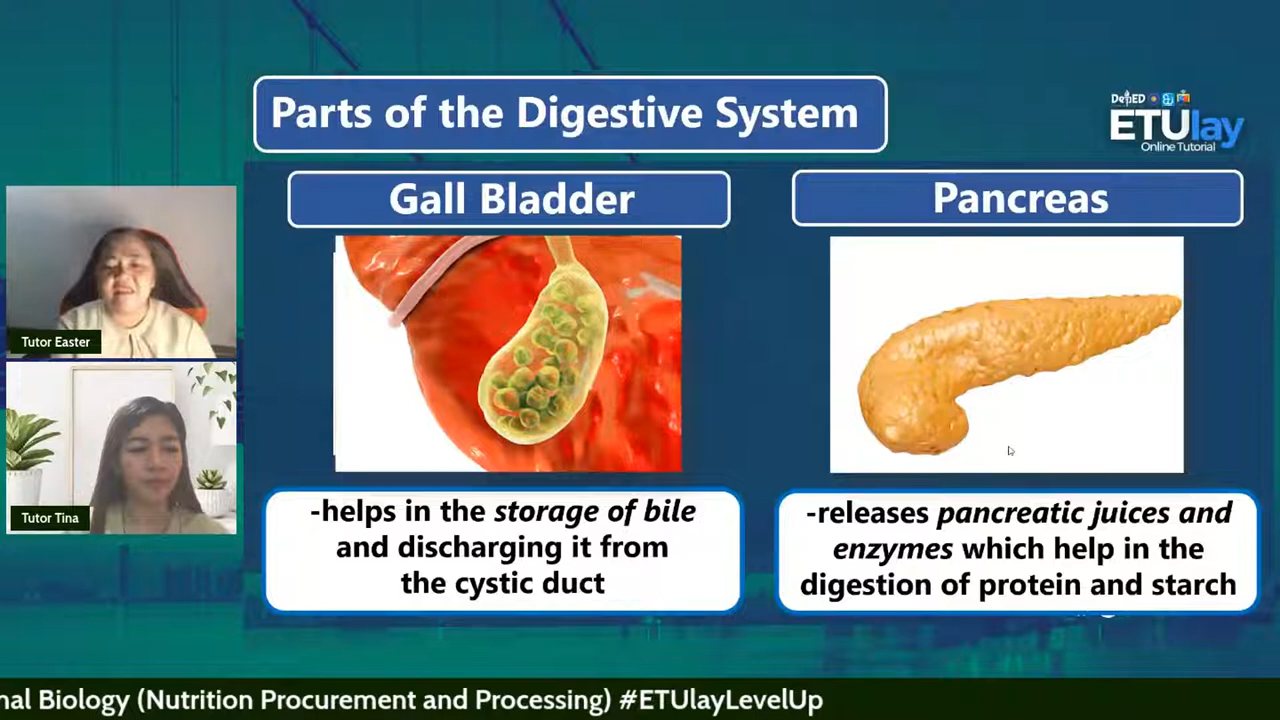 Parts of the Digestive System
DepED
ETUlay
Online Tutorial
Gall Bladder
Pancreas
Tutor Easter
Tutor Tina
-helps in the storage of bile
and discharging it from
the cystic duct
-releases pancreatic juices and
enzymes which help in the
digestion of protein and starch
nal Biology (Nutrition Procurement and Processing) #ETUlayLevelUp